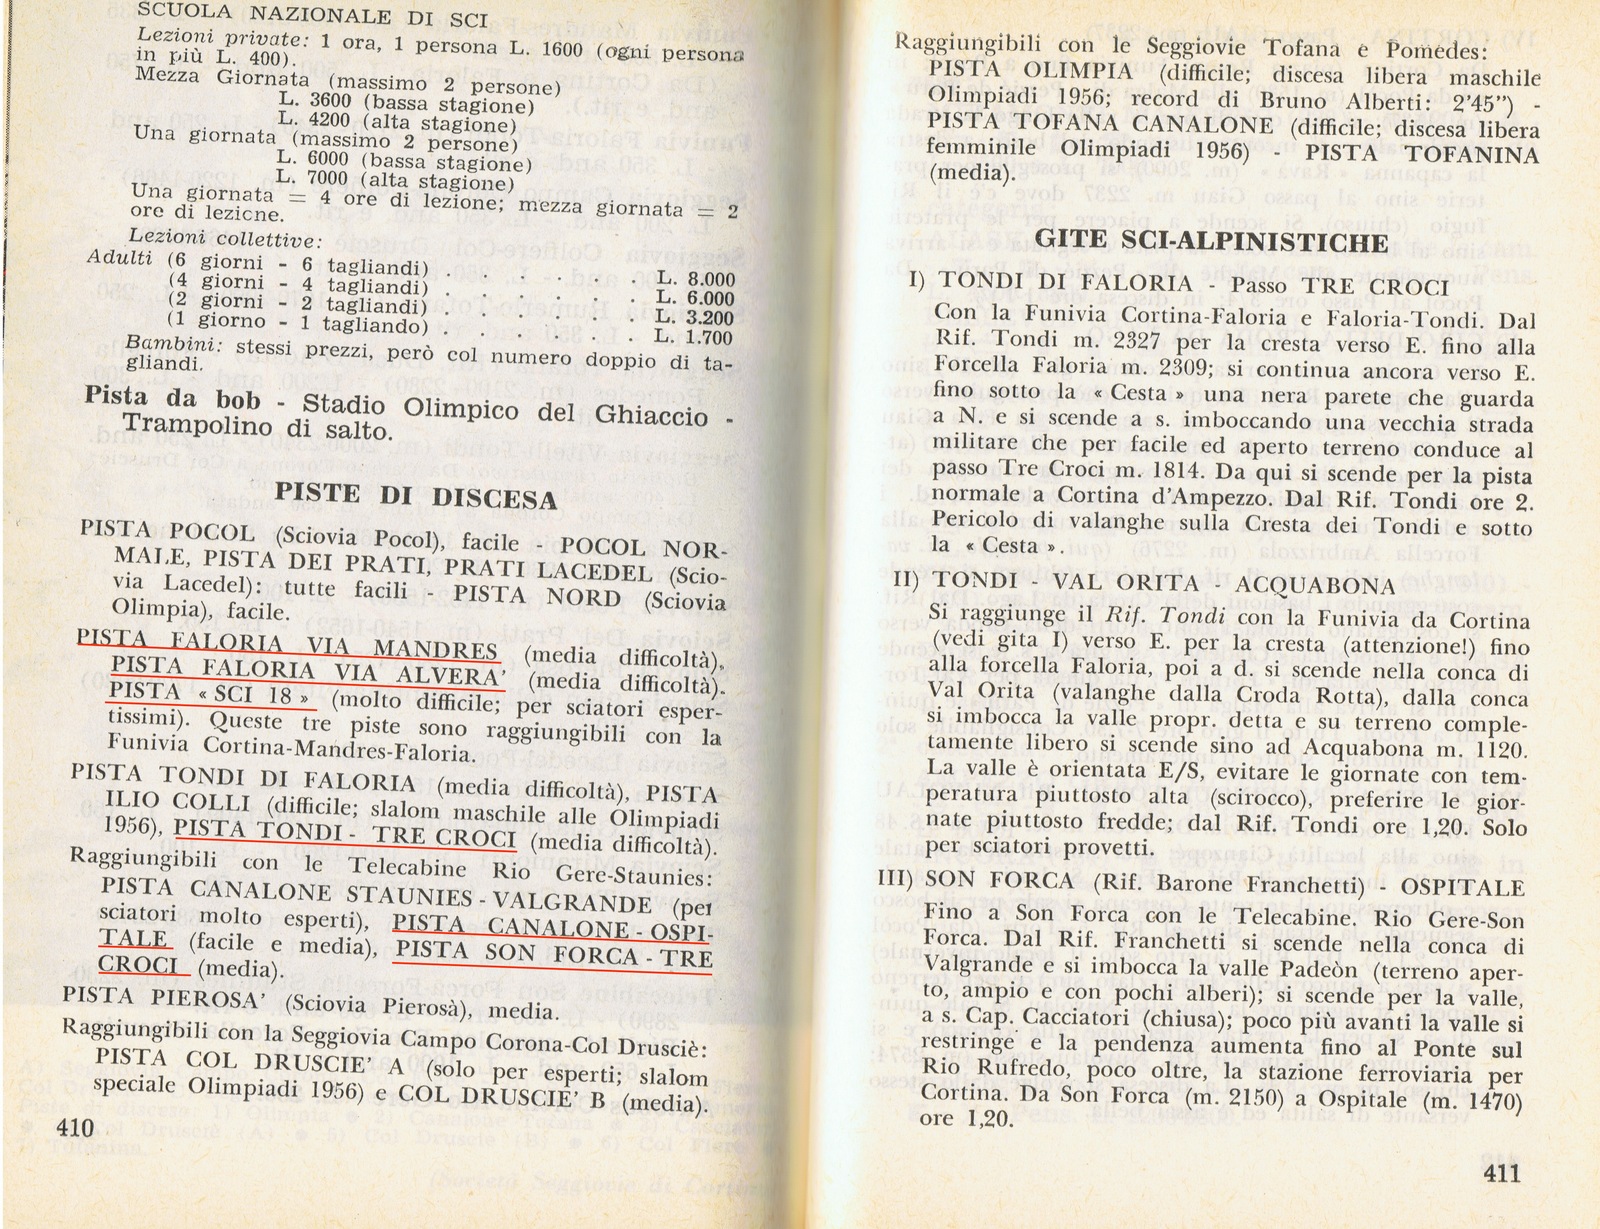 SCUOLA NAZIONALE DI SCI
Lezioni private: 1 ora, 1 persona L. 1600 (ogni persona
in più L. 400).
Mezza Giornata (massimo 2 persone)
L. 3600 (bassa stagione)
L. 4200 (alta stagione)
Una giornata (massimo 2 persone)
L. 6000 (bassa stagione)
L. 7000 (alta stagione)
Una giornata = 4 ore di lezione; mezza giornata = 2
ore di lezione.
Lezioni collettive:
Adulti (6 giorni - 6 tagliandi) . . . . . L. 8.000
(4 giorni - 4 tagliandi) . . . . . . L. 6.000
(2 giorni - 2 tagliandi) . . . . . . L. 3.200
(1 giorno - 1 tagliando) . . . . . . L. 1.700
Bambini: stessi prezzi, però col numero doppio di ta-
gliandi.
Pista da bob - Stadio Olimpico del Ghiaccio -
Trampolino di salto.
PISTE DI DISCESA
PISTA POCOL (Sciovia Pocol), facile - POCOL NOR-
MALE, PISTA DEI PRATI, PRATI LACEDEL (Scio-
via Lacedel): tutte facili - PISTA NORD (Sciovia
Olimpia), facile.
PISTA FALORIA VIA MANDRES (media difficoltà),
PISTA FALORIA VIA ALVERA' (media difficoltà).
PISTA « SCI 18 » (molto difficile; per sciatori esper-
tissimi). Queste tre piste sono raggiungibili con la
Funivia Cortina-Mandres-Faloria.
PISTA TONDI DI FALORIA (media difficoltà), PISTA
ILIO COLLI (difficile; slalom maschile alle Olimpiadi
1956), PISTA TONDI - TRE CROCI (media difficoltà).
Raggiungibili con le Telecabine Rio Gere-Staunies:
PISTA CANALONE STAUNIES - VALGRANDE (per
sciatori molto esperti), PISTA CANALONE - OSPI-
TALE (facile e media), PISTA SON FORCA - TRE
CROCI (media).
PISTA PIEROSA' (Sciovia Pierosà), media.
Raggiungibili con la Seggiovia Campo Corona-Col Drusciè:
PISTA COL DRUSCIE' A (solo per esperti; slalom
speciale Olimpiadi 1956) e COL DRUSCIE' B (media).
410
Raggiungibili con le Seggiovie Tofana e Pomedes:
PISTA OLIMPIA (difficile; discesa libera maschile
Olimpiadi 1956; record di Bruno Alberti: 2'45") -
PISTA TOFANA CANALONE (difficile; discesa libera
femminile Olimpiadi 1956) - PISTA TOFANINA
(media).
GITE SCI-ALPINISTICHE
I) TONDI DI FALORIA - Passo TRE CROCI
Con la Funivia Cortina-Faloria e Faloria-Tondi. Dal
Rif. Tondi m. 2327 per la cresta verso E. fino alla
Forcella Faloria m. 2309; si continua ancora verso E.
fino sotto la « Cesta » una nera parete che guarda
a N. e si scende a s. imboccando una vecchia strada
militare che per facile ed aperto terreno conduce al
passo Tre Croci m. 1814. Da qui si scende per la pista
normale a Cortina d'Ampezzo. Dal Rif. Tondi ore 2.
Pericolo di valanghe sulla Cresta dei Tondi e sotto
la « Cesta ».
II) TONDI - VAL ORITA - ACQUABONA
Si raggiunge il Rif. Tondi con la Funivia da Cortina
(vedi gita I) verso E. per la cresta (attenzione!) fino
alla forcella Faloria, poi a d. si scende nella conca di
Val Orita (valanghe dalla Croda Rotta), dalla conca
si imbocca la valle propr. detta e su terreno comple-
tamente libero si scende sino ad Acquabona m. 1120.
La valle è orientata E/S, evitare le giornate con tem-
peratura piuttosto alta (scirocco), preferire le gior-
nate piuttosto fredde; dal Rif. Tondi ore 1,20. Solo
per sciatori provetti.
III) SON FORCA (Rif. Barone Franchetti) - OSPITALE
Fino a Son Forca con le Telecabine. Rio Gere-Son
Forca. Dal Rif. Franchetti si scende nella conca di
Valgrande e si imbocca la valle Padeòn (terreno aper-
to, ampio e con pochi alberi); si scende per la valle,
a s. Cap. Cacciatori (chiusa); poco più avanti la valle si
restringe e la pendenza aumenta fino al Ponte sul
Rio Rufredo, poco oltre, la stazione ferroviaria per
Cortina. Da Son Forca (m. 2150) a Ospitale (m. 1470)
ore 1,20.
411